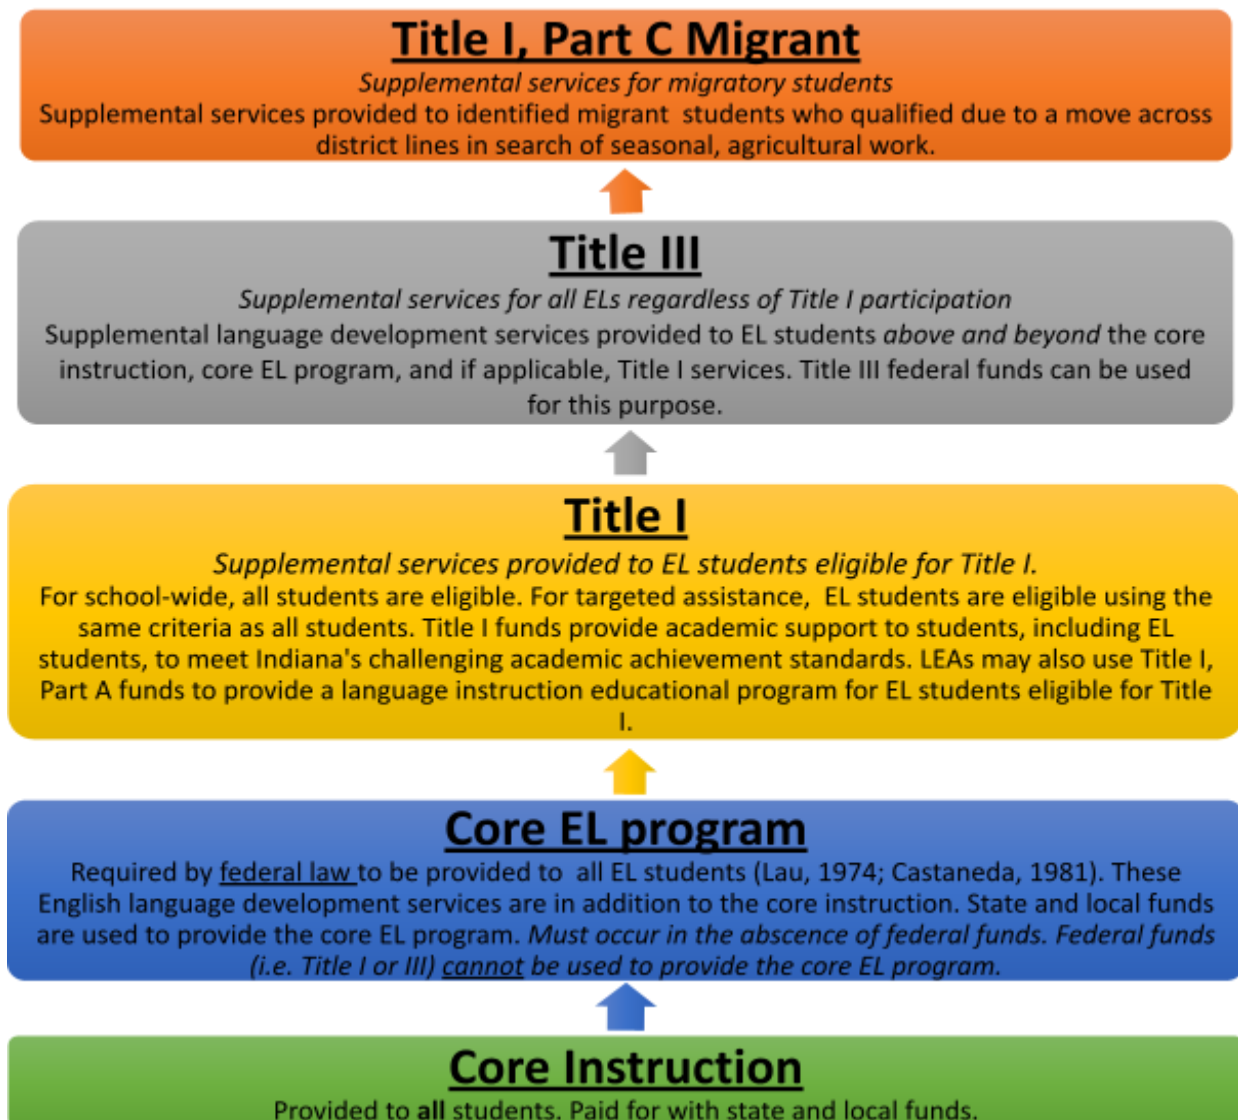 Title I, Part C Migrant
Supplemental services for migratory students
Supplemental services provided to identified migrant students who qualified due to a move across
district lines in search of seasonal, agricultural work.
Title III
Supplemental services for all ELs regardless of Title I participation
Supplemental language development services provided to EL students above and beyond the core
instruction, core EL program, and if applicable, Title I services. Title III federal funds can be used
for this purpose.
Title I
Supplemental services provided to EL students eligible for Title I.
For school-wide, all students are eligible. For targeted assistance, EL students are eligible using the
same criteria as all students. Title I funds provide academic support to students, including EL
students, to meet Indiana's challenging academic achievement standards. LEAs may also use Title I,
Part A funds to provide a language instruction educational program for EL students eligible for Title
I.
Core EL program
Required by federal law to be provided to all EL students (Lau, 1974; Castaneda, 1981). These
English language development services are in addition to the core instruction. State and local funds
are used to provide the core EL program. Must occur in the abscence of federal funds. Federal funds
(i.e. Title I or III) cannot be used to provide the core EL program.
Core Instruction
Provided to all students. Paid for with state and local funds.